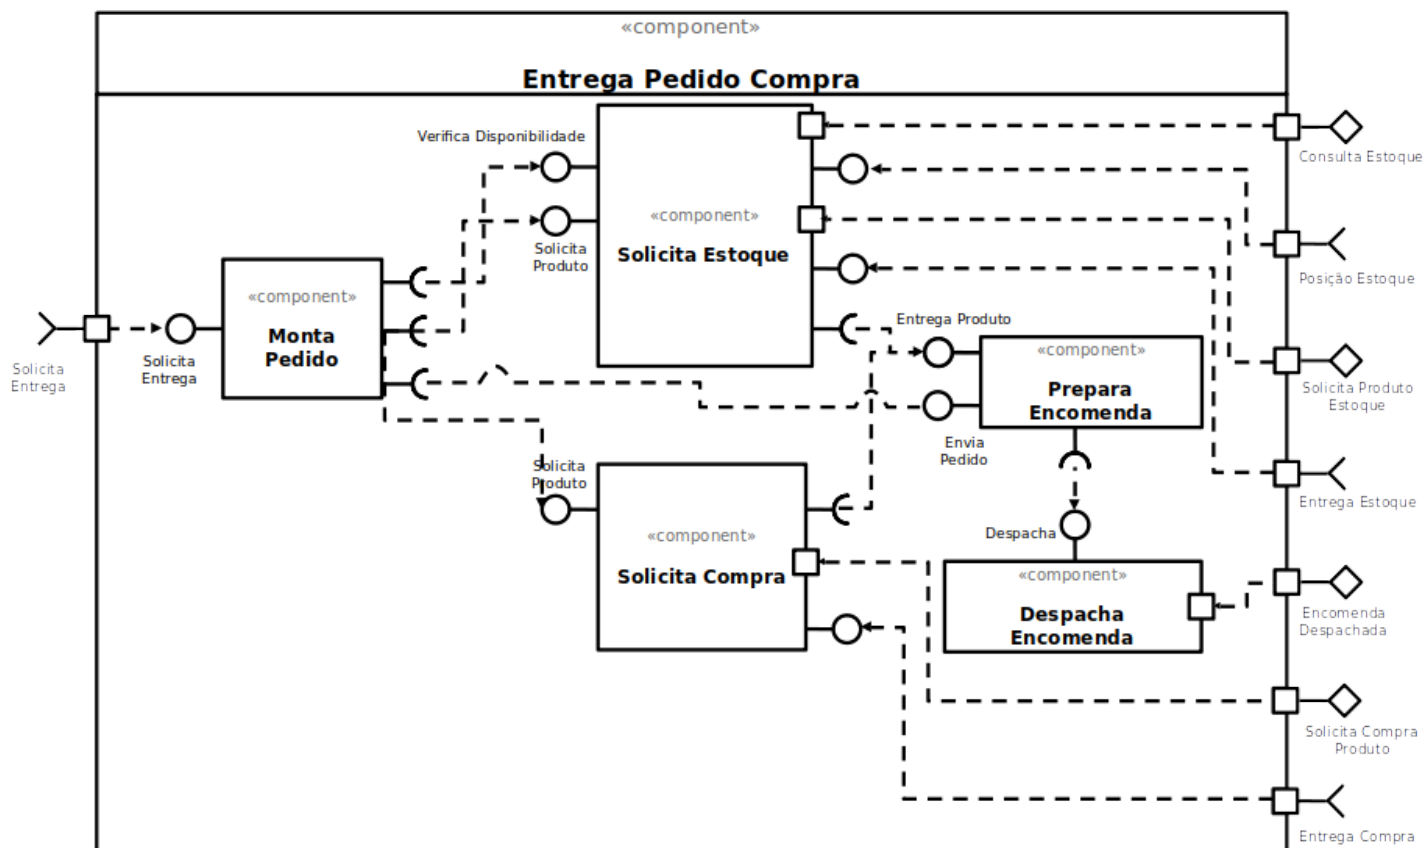 «component»
Entrega Pedido Compra
Verifica Disponibilidade
Consulta Estoque
«component»
Solicita Estoque
Solicita
Produto
Posição Estoque
«component»
Monta
Pedido
Solicita
Entrega
Solicita
Entrega
Entrega Produto
«component»
Prepara
Encomenda
Solicita Produto
Estoque
Envia
Pedido
Solicita
Produto
Entrega Estoque
«component»
Solicita Compra
Despacha
«component»
Despacha
Encomenda
Encomenda
Despachada
Solicita Compra
Produto
Entrega Compra